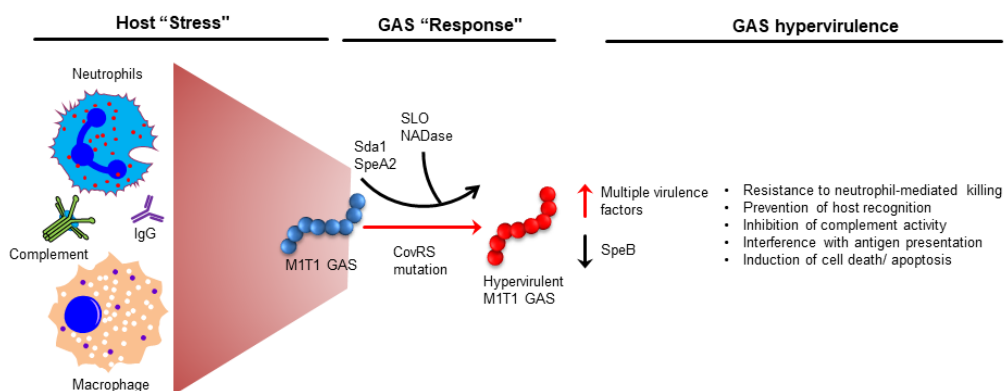 Host “Stress"
GAS “Response"
GAS hypervirulence
Neutrophils
Complement
IgG
Macrophage
M1T1 GAS
Sda1
SpeA2
SLO
NADase
CovRS
mutation
Hypervirulent
M1T1 GAS
Multiple virulence
factors
SpeB
• Resistance to neutrophil-mediated killing
• Prevention of host recognition
• Inhibition of complement activity
• Interference with antigen presentation
• Induction of cell death/ apoptosis